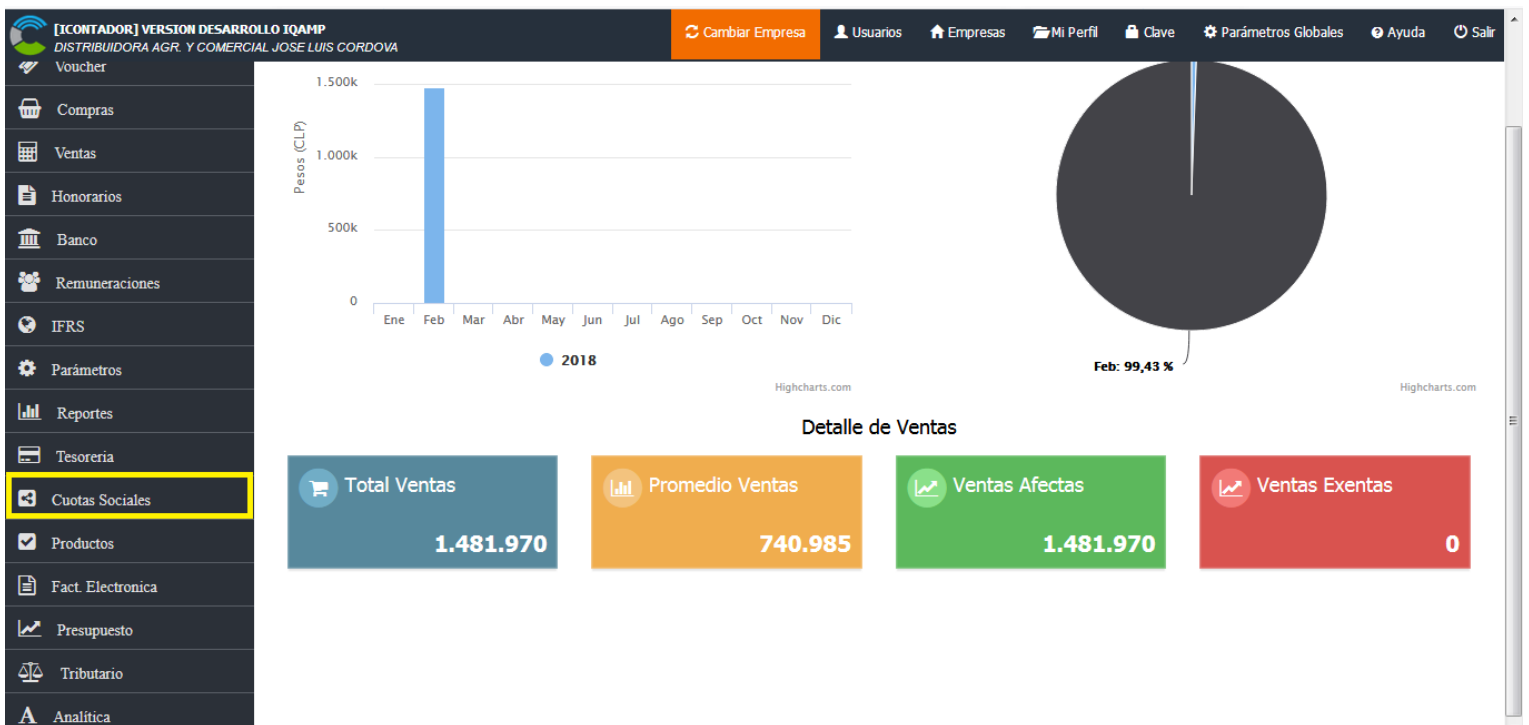 [ICONTADOR] VERSION DESARROLLO IQAMP
DISTRIBUIDORA AGR. Y COMERCIAL JOSE LUIS CORDOVA
Cambiar Empresa Usuarios Empresas Mi Perfil Clave Parámetros Globales Ayuda Salir
Voucher
Compras
Ventas
Honorarios
Banco
Remuneraciones
IFRS
Parámetros
Reportes
Tesoreria
Cuotas Sociales
Productos
Fact. Electronica
Presupuesto
Tributario
A Analítica
Pesos (CLP)
1.500k
1.000k
500k
0
Ene Feb Mar Abr May Jun Jul Ago Sep Oct Nov Dic
2018
Highcharts.com
Feb: 99,43 %
Highcharts.com
Detalle de Ventas
Total Ventas
1.481.970
Promedio Ventas
740.985
Ventas Afectas
1.481.970
Ventas Exentas
0